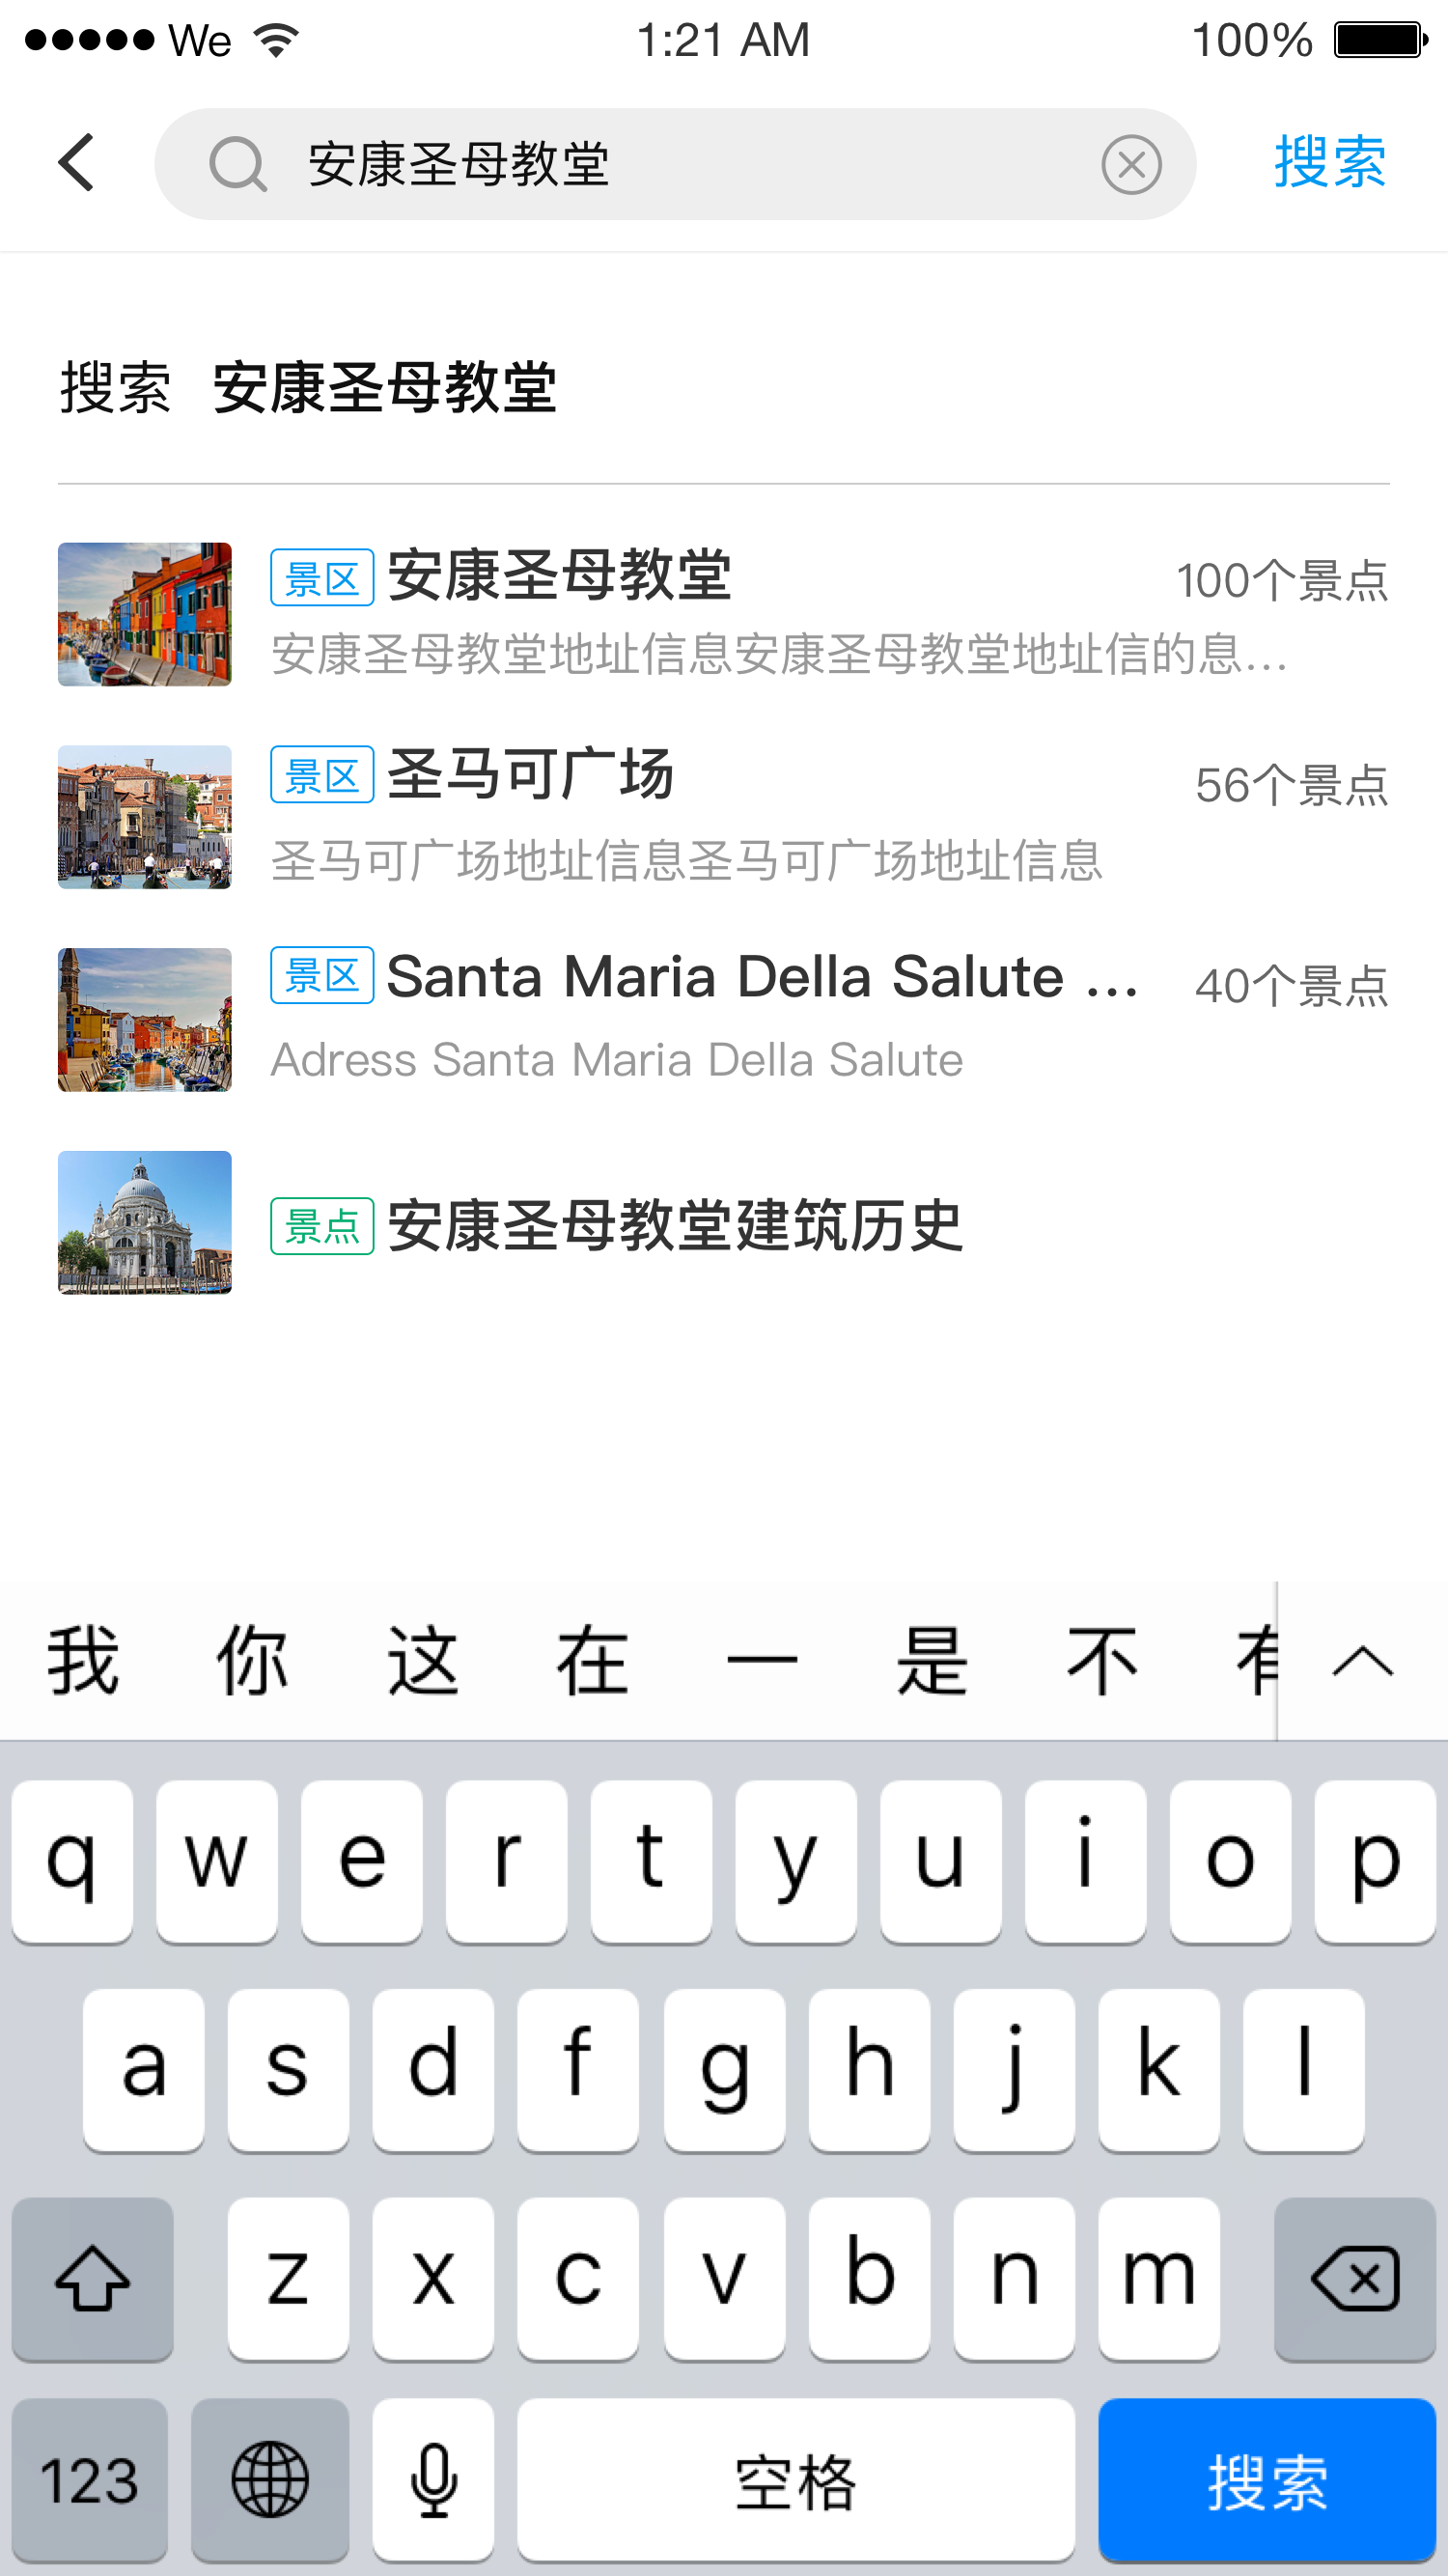 We 1:21 AM 100%
安康圣母教堂 搜索
搜索 安康圣母教堂
景区 安康圣母教堂 100个景点
安康圣母教堂地址信息安康圣母教堂地址信的息...
景区 圣马可广场 56个景点
圣马可广场地址信息圣马可广场地址信息
景区 Santa Maria Della Salute ... 40个景点
Adress Santa Maria Della Salute
景点 安康圣母教堂建筑历史
我 你 这 在 一 是 不 有
q w e r t y u i o p
a s d f g h j k l
z x c v b n m
123 空格 搜索